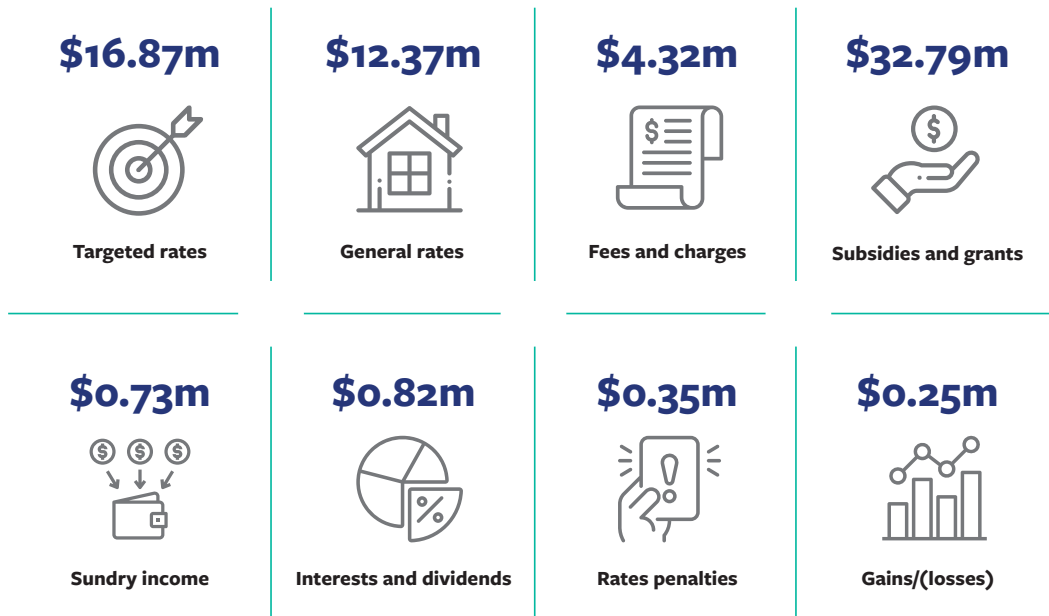 $16.87m
$12.37m
$4.32m
$32.79m
$
$
Targeted rates
General rates
Fees and charges
Subsidies and grants
$0.73m
$0.82m
$0.35m
$0.25m
$ $ $
!
%
Sundry income
Interests and dividends
Rates penalties
Gains/(losses)